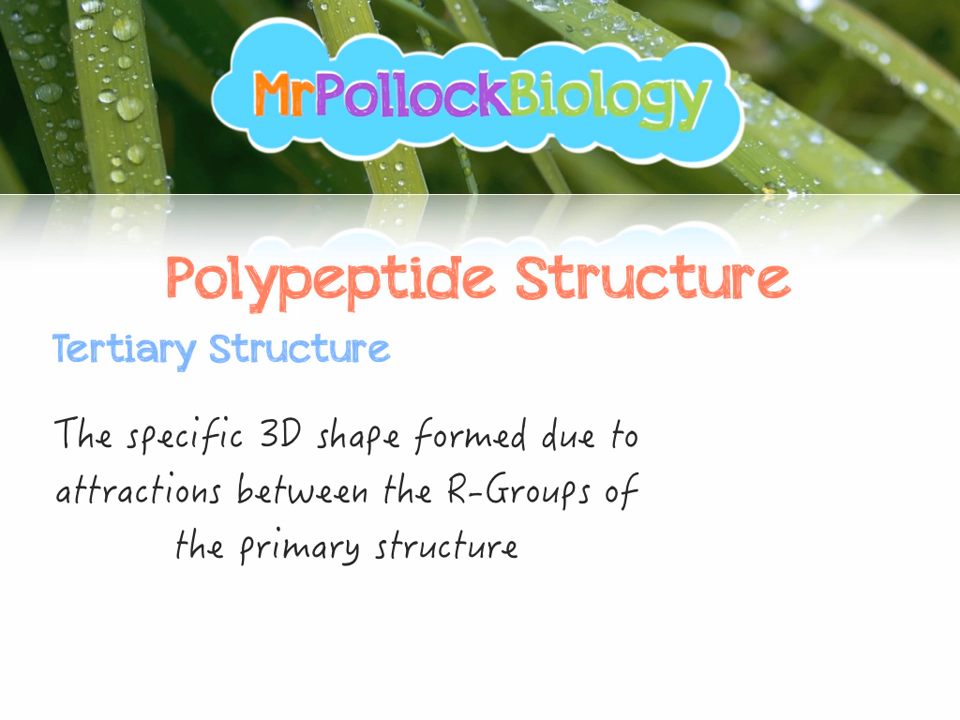 MrPollockBiology
Polypeptide Structure
Tertiary Structure
The specific 3D shape formed due to
attractions between the R-Groups of
the primary structure